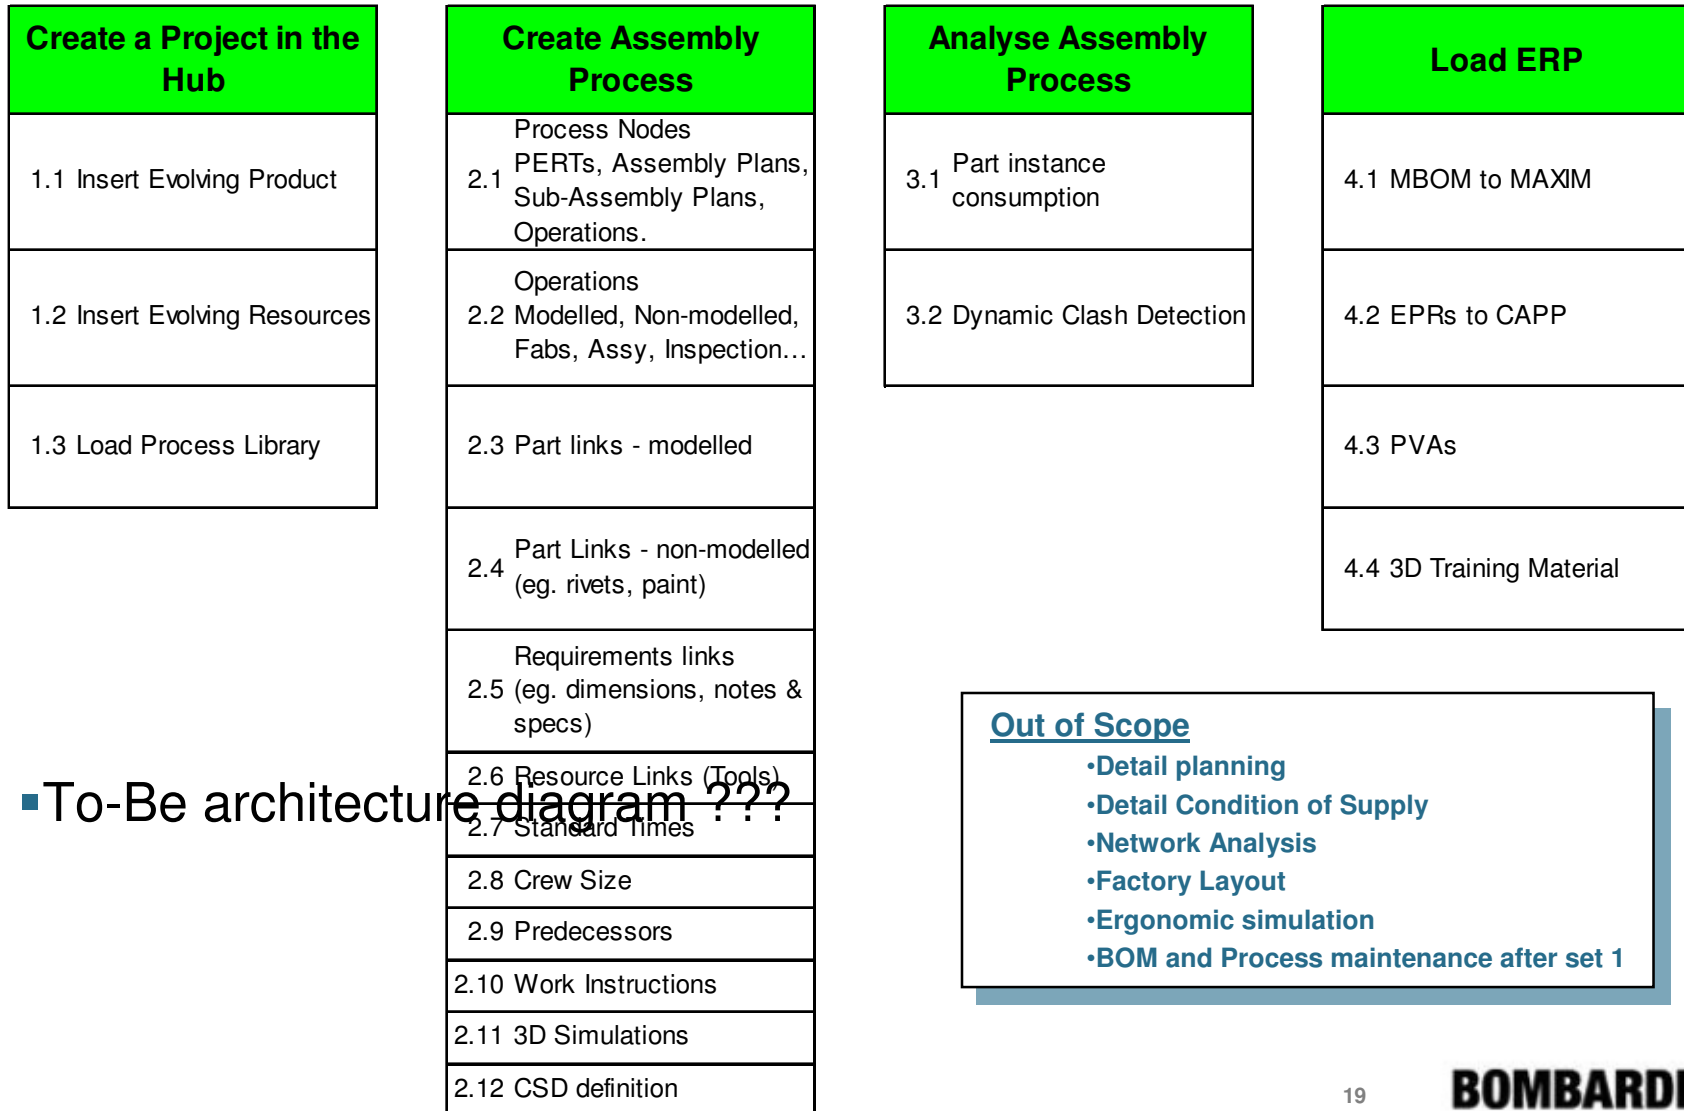 Create a Project in the
Hub
1.1 Insert Evolving Product
1.2 Insert Evolving Resources
1.3 Load Process Library
Create Assembly
Process
2.1 Process Nodes
PERTs, Assembly Plans,
Sub-Assembly Plans,
Operations.
2.2 Operations
Modelled, Non-modelled,
Fabs, Assy, Inspection…
2.3 Part links - modelled
2.4 Part Links - non-modelled
(eg. rivets, paint)
2.5 Requirements links
(eg. dimensions, notes &
specs)
2.6 Resource Links (Tools)
2.7 Standard Times
2.8 Crew Size
2.9 Predecessors
2.10 Work Instructions
2.11 3D Simulations
2.12 CSD definition
Analyse Assembly
Process
3.1 Part instance
consumption
3.2 Dynamic Clash Detection
Load ERP
4.1 MBOM to MAXIM
4.2 EPRs to CAPP
4.3 PVAs
4.4 3D Training Material
▪To-Be architecture diagram ???
Out of Scope
•Detail planning
•Detail Condition of Supply
•Network Analysis
•Factory Layout
•Ergonomic simulation
•BOM and Process maintenance after set 1
19
BOMBARDI